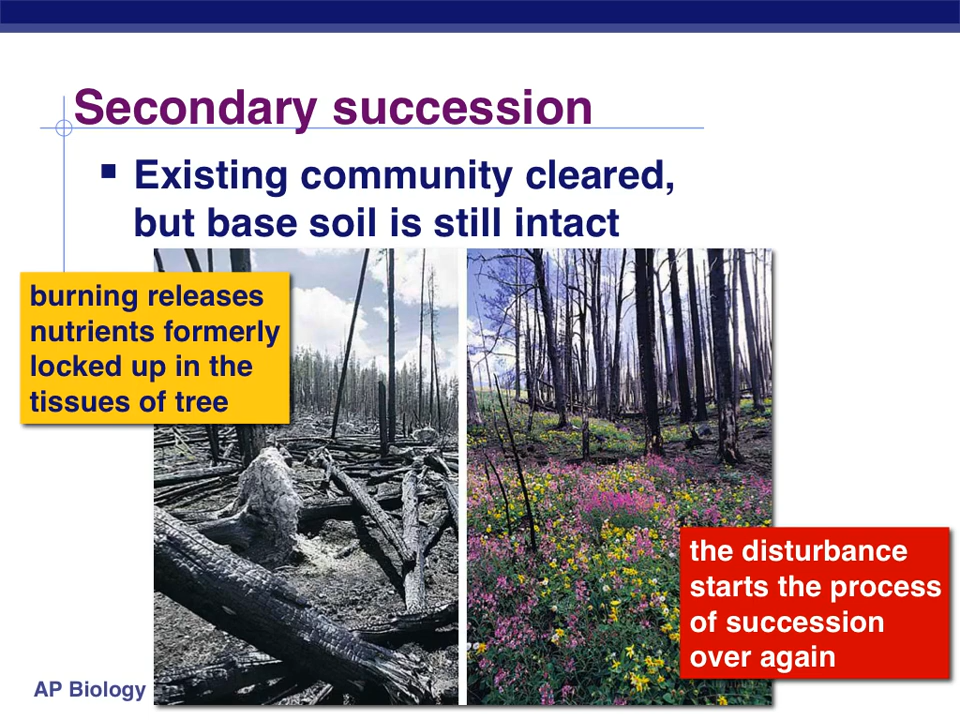 Secondary succession
▪ Existing community cleared,
but base soil is still intact
burning releases
nutrients formerly
locked up in the
tissues of tree
the disturbance
starts the process
of succession
over again
AP Biology